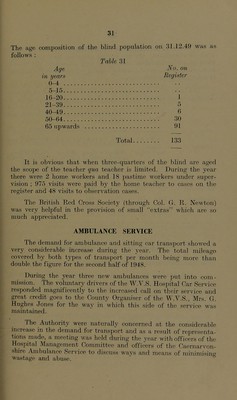 31
The age composition of the blind population on 31.12.49 was as
follows :
Table 31
Age No. on
in years Register
0–4 . .
5–15 . .
16–20 1
21–39 5
40–49 6
50–64 30
65 upwards 91
Total 133
It is obvious that when three-quarters of the blind are aged
the scope of the teacher qua teacher is limited. During the year
there were 2 home workers and 18 partime workers under super-
vision ; 975 visits were paid by the home teacher to cases on the
register and 48 visits to observation cases.
The British Red Cross Society (through Col. G. R. Newton)
was very helpful in the provision of small “extras” which are so
much appreciated.
AMBULANCE SERVICE
The demand for ambulance and sitting car transport showed a
very considerable increase during the year. The total mileage
covered by both types of transport per month being more than
double the figure for the second half of 1948.
During the year three new ambulances were put into com-
mission. The voluntary drivers of the W.V.S. Hospital Car Service
responded magnificently to the increased call on their service and
great credit goes to the County Organiser of the W.V.S., Mrs. G.
Hughes Jones for the way in which this side of the service was
maintained.
The Authority were naturally concerned at the considerable
increase in the demand for transport and as a result of representa-
tions made, a meeting was held during the year with officers of the
Hospital Management Committee and officers of the Caernarvon-
shire Ambulance Service to discuss ways and means of minimising
wastage and abuse.